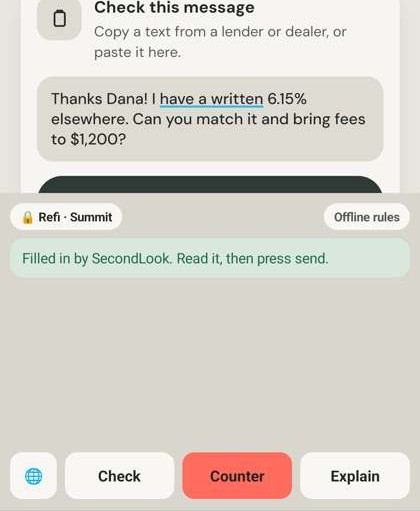 Check this message
Copy a text from a lender or dealer, or
paste it here.
Thanks Dana! I have a written 6.15%
elsewhere. Can you match it and bring fees
to $1,200?
🔒 Refi · Summit
Offline rules
Filled in by SecondLook. Read it, then press send.
Check
Counter
Explain